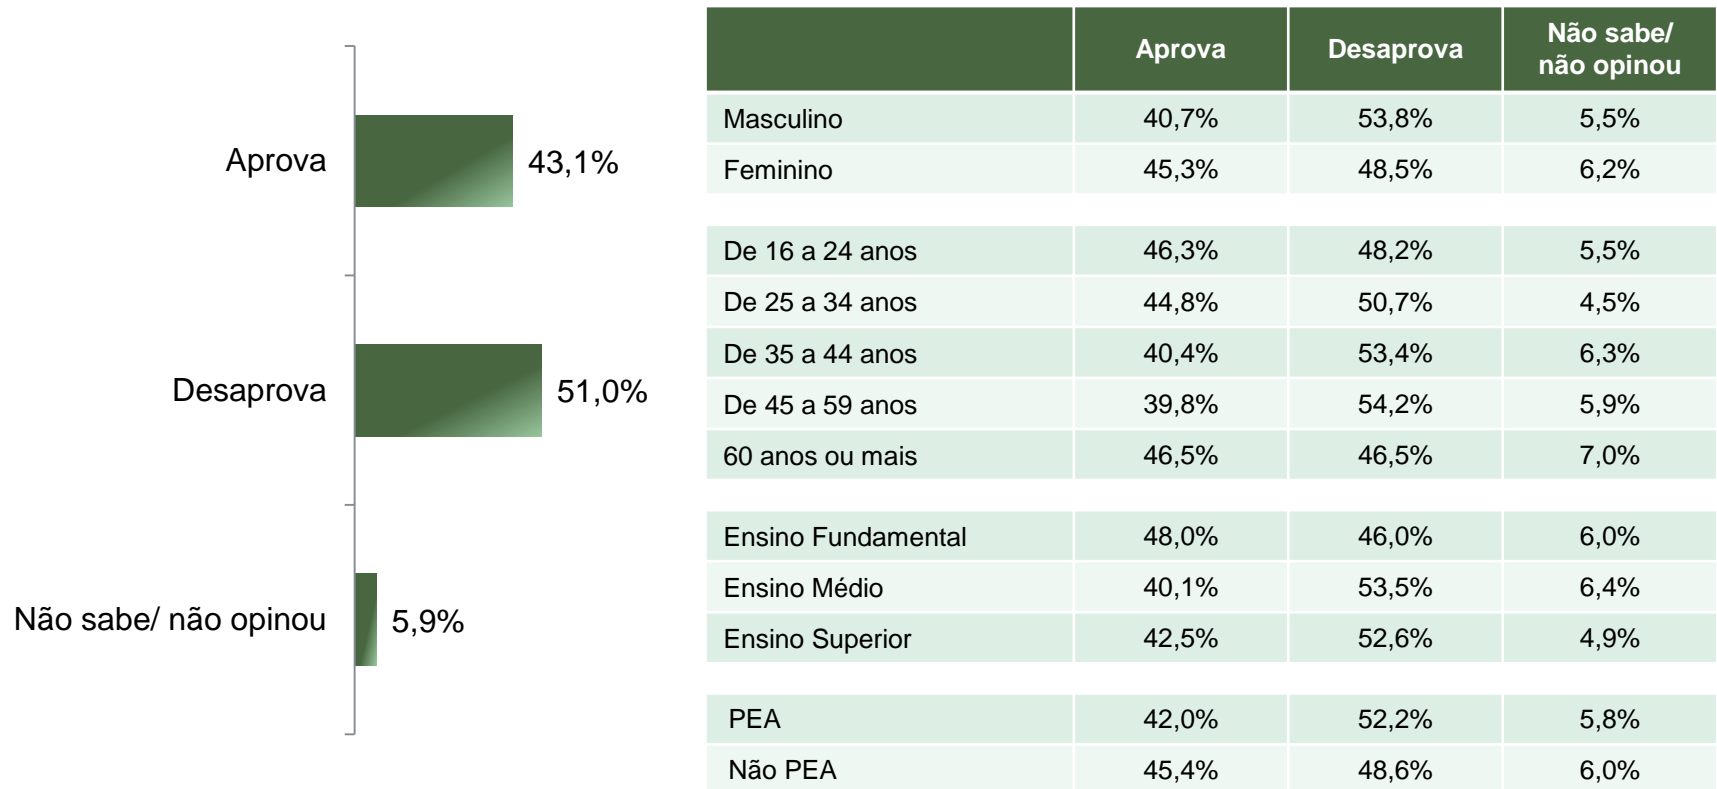 Aprova
43,1%
Desaprova
51,0%
Não sabe/ não opinou
5,9%
Aprova Desaprova Não sabe/
não opinou
Masculino 40,7% 53,8% 5,5%
Feminino 45,3% 48,5% 6,2%
De 16 a 24 anos 46,3% 48,2% 5,5%
De 25 a 34 anos 44,8% 50,7% 4,5%
De 35 a 44 anos 40,4% 53,4% 6,3%
De 45 a 59 anos 39,8% 54,2% 5,9%
60 anos ou mais 46,5% 46,5% 7,0%
Ensino Fundamental 48,0% 46,0% 6,0%
Ensino Médio 40,1% 53,5% 6,4%
Ensino Superior 42,5% 52,6% 4,9%
PEA 42,0% 52,2% 5,8%
Não PEA 45,4% 48,6% 6,0%